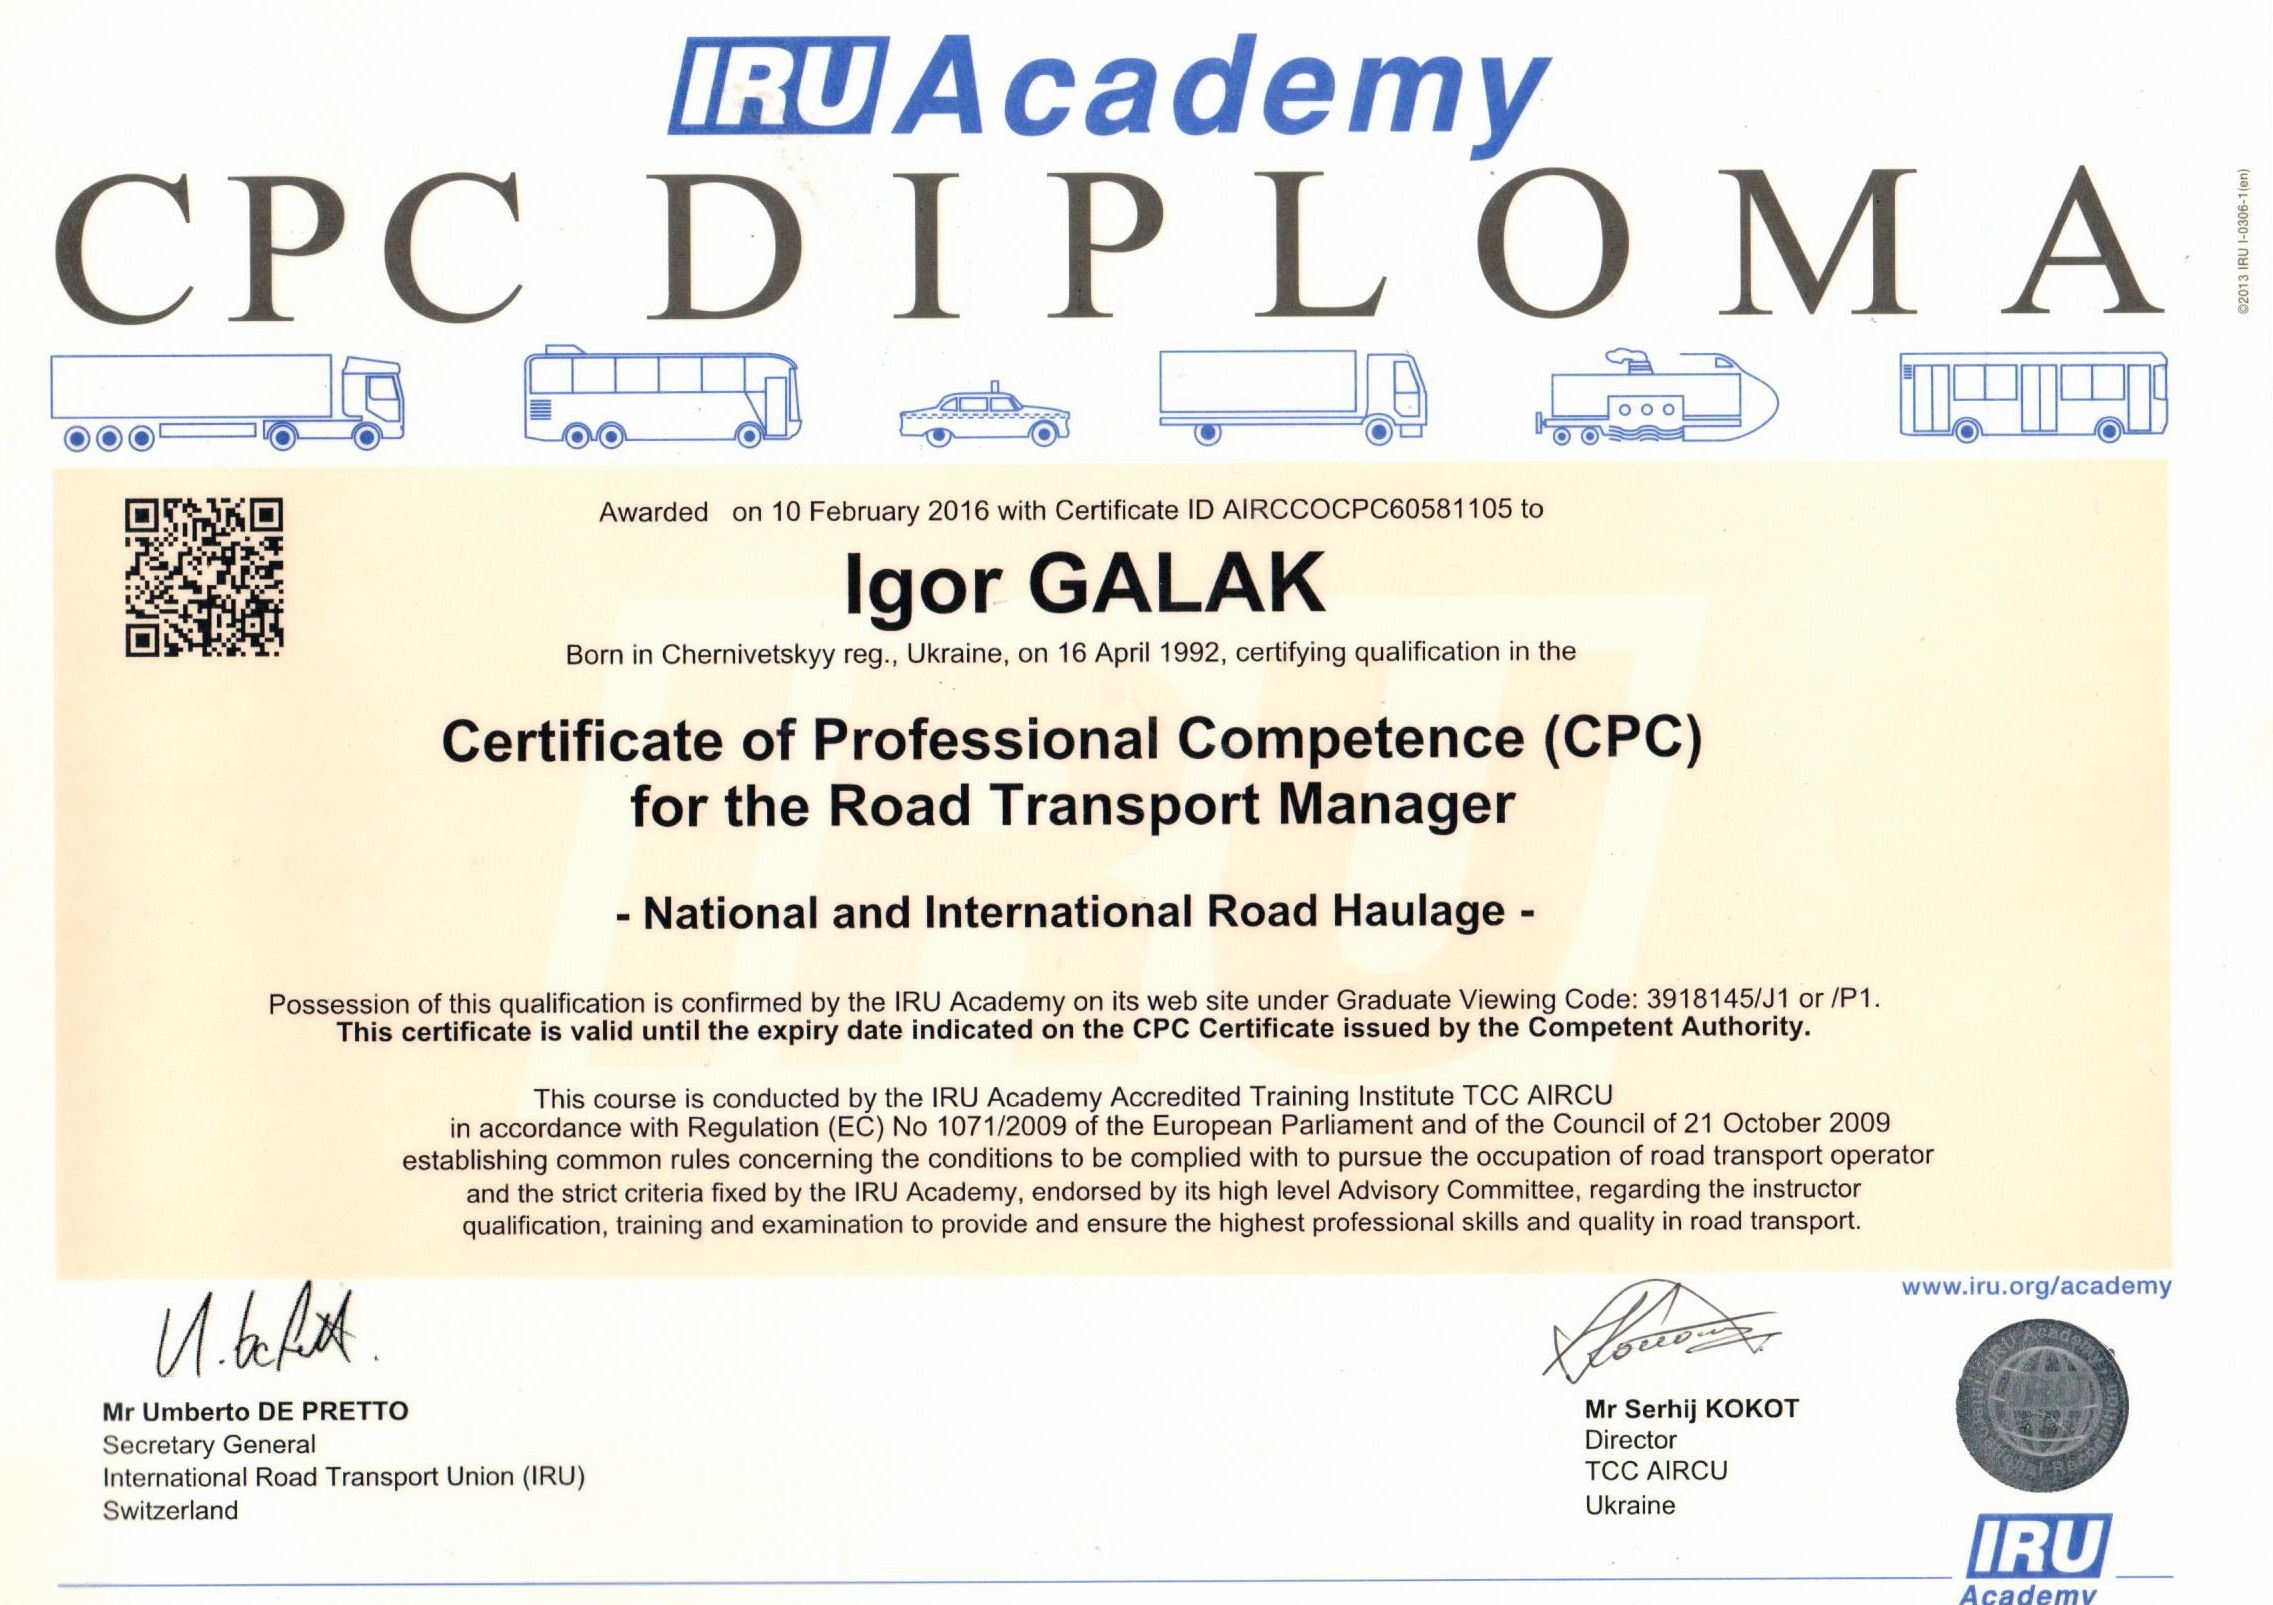 IRU Academy
CPC DIPLOMA
©2013 IRU I-0306-1(en)
Awarded on 10 February 2016 with Certificate ID AIRCCOCPC60581105 to
Igor GALAK
Born in Chernivetskyy reg., Ukraine, on 16 April 1992, certifying qualification in the
Certificate of Professional Competence (CPC)
for the Road Transport Manager
- National and International Road Haulage -
Possession of this qualification is confirmed by the IRU Academy on its web site under Graduate Viewing Code: 3918145/J1 or /P1.
This certificate is valid until the expiry date indicated on the CPC Certificate issued by the Competent Authority.
This course is conducted by the IRU Academy Accredited Training Institute TCC AIRCU
in accordance with Regulation (EC) No 1071/2009 of the European Parliament and of the Council of 21 October 2009
establishing common rules concerning the conditions to be complied with to pursue the occupation of road transport operator
and the strict criteria fixed by the IRU Academy, endorsed by its high level Advisory Committee, regarding the instructor
qualification, training and examination to provide and ensure the highest professional skills and quality in road transport.
www.iru.org/academy
Mr Umberto DE PRETTO
Secretary General
International Road Transport Union (IRU)
Switzerland
Mr Serhij KOKOT
Director
TCC AIRCU
Ukraine
IRU Academy
IRU
Academy